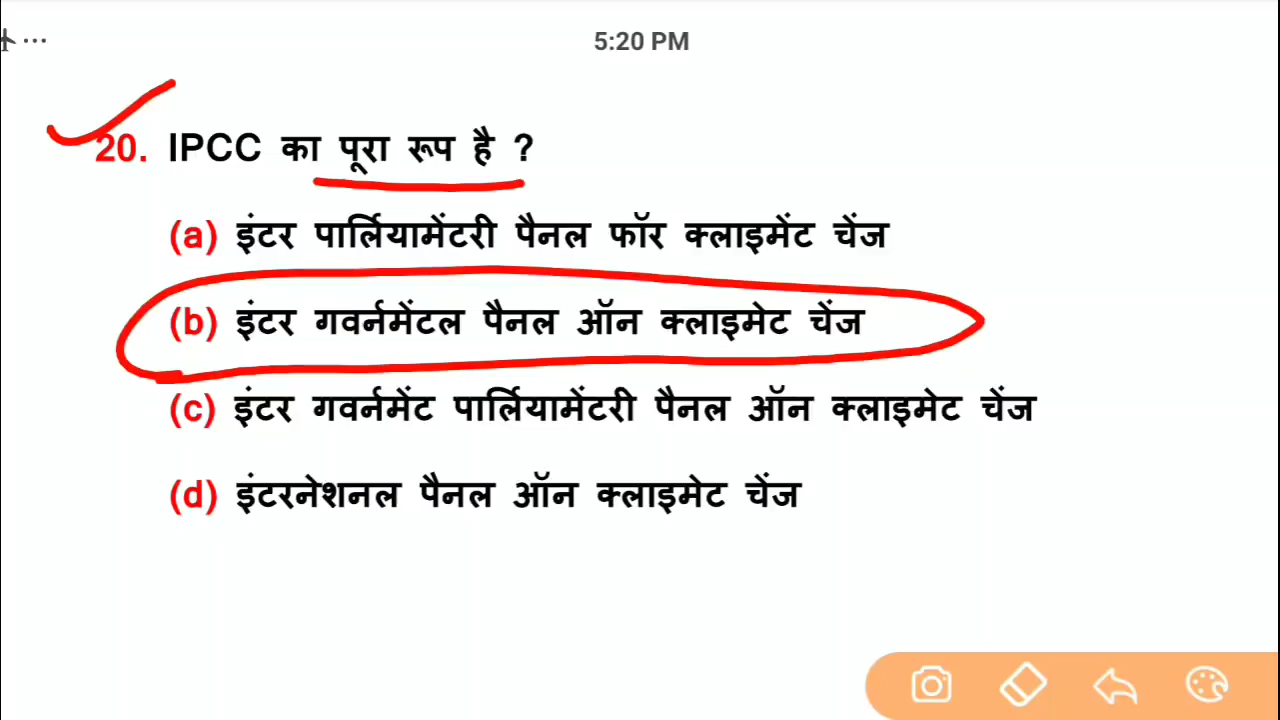 5:20 PM
20. IPCC का पूरा रूप है ?
(a) इंटर पार्लियामेंटरी पैनल फॉर क्लाइमेंट चेंज
(b) इंटर गवर्नमेंटल पैनल ऑन क्लाइमेट चेंज
(c) इंटर गवर्नमेंट पार्लियामेंटरी पैनल ऑन क्लाइमेट चेंज
(d) इंटरनेशनल पैनल ऑन क्लाइमेट चेंज